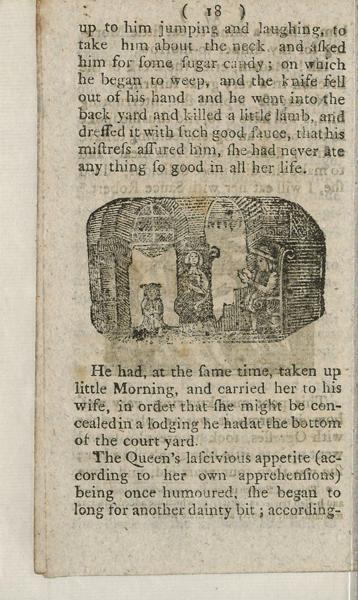 ( 18 )
up to him jumping and laughing, to
take him about the neck and aſked
him for ſome ſugar candy; on which
he began to weep, and the knife fell
out of his hand and he went into the
back yard and killed a little lamb, and
dreſſed it with ſuch good ſauce, that his
miſtreſs aſſured him, ſhe had never ate
any thing ſo good in all her life.
He had, at the ſame time, taken up
little Morning, and carried her to his
wife, in order that ſhe might be con-
cealed in a lodging he had at the bottom
of the court yard.
The Queen's laſcivious appetite (ac-
cording to her own apprehenſions)
being once humoured, ſhe began to
long for another dainty bit; according-